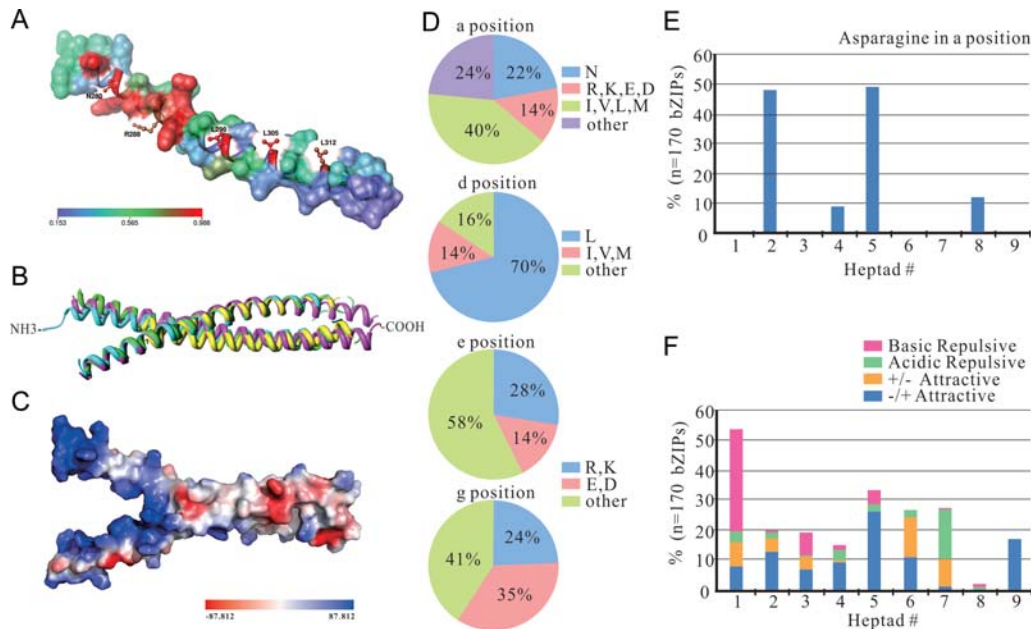 A
N280
R288
L298
L305
L312
0.153 0.565 0.988
B
NH3
COOH
C
-87.812 87.812
D
a position
24%
22%
14%
40%
N
R,K,E,D
I,V,L,M
other
d position
16%
14%
70%
L
I,V,M
other
e position
28%
58%
14%
R,K
E,D
other
g position
24%
41%
35%
E
Asparagine in a position
% (n=170 bZIPs)
60
50
40
30
20
10
0
1 2 3 4 5 6 7 8 9
Heptad #
F
Basic Repulsive
Acidic Repulsive
+/- Attractive
-/+ Attractive
% (n=170 bZIPs)
60
50
40
30
20
10
0
1 2 3 4 5 6 7 8 9
Heptad #